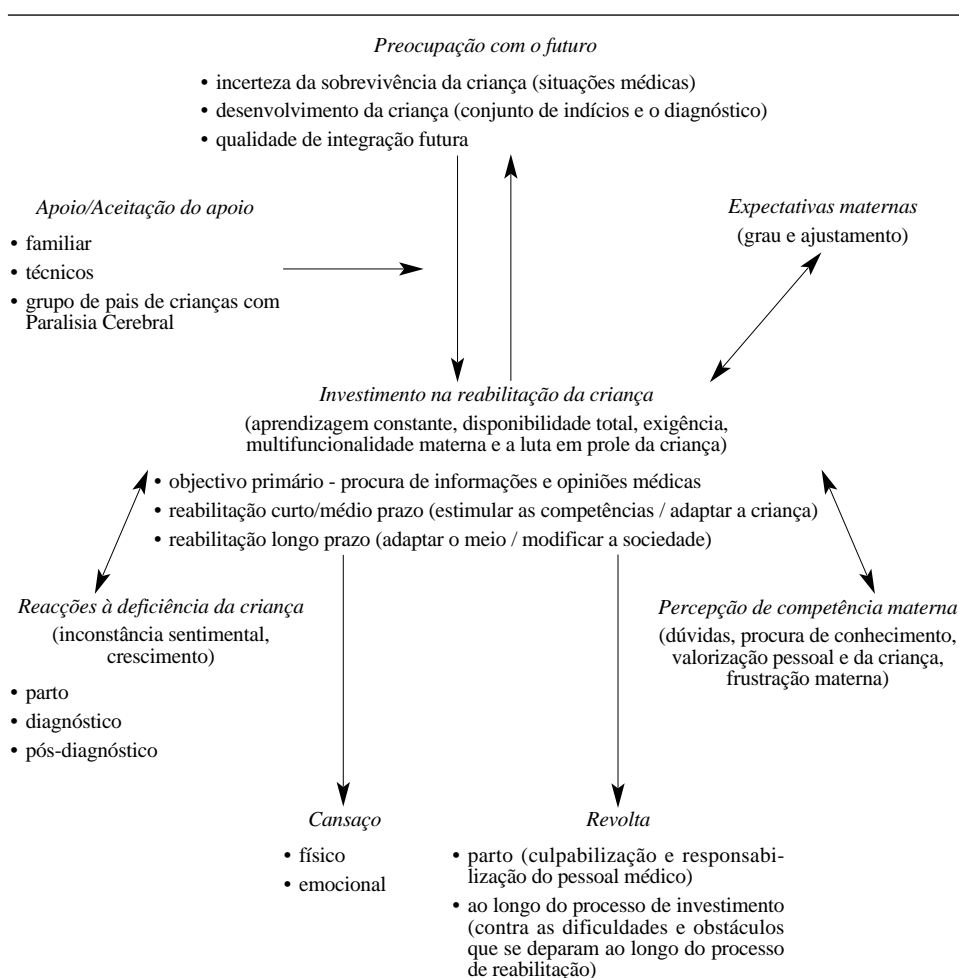 Preocupação com o futuro
• incerteza da sobrevivência da criança (situações médicas)
• desenvolvimento da criança (conjunto de indícios e o diagnóstico)
• qualidade de integração futura
Apoio/Aceitação do apoio
• familiar
• técnicos
• grupo de pais de crianças com
Paralisia Cerebral
Expectativas maternas
(grau e ajustamento)
Investimento na reabilitação da criança
(aprendizagem constante, disponibilidade total, exigência,
multifuncionalidade materna e a luta em prole da criança)
• objectivo primário - procura de informações e opiniões médicas
• reabilitação curto/médio prazo (estimular as competências / adaptar a criança)
• reabilitação longo prazo (adaptar o meio / modificar a sociedade)
Reacções à deficiência da criança
(inconstância sentimental,
crescimento)
• parto
• diagnóstico
• pós-diagnóstico
Percepção de competência materna
(dúvidas, procura de conhecimento,
valorização pessoal e da criança,
frustração materna)
Cansaço
• físico
• emocional
Revolta
• parto (culpabilização e responsabi-
lização do pessoal médico)
• ao longo do processo de investimento
(contra as dificuldades e obstáculos
que se deparam ao longo do processo
de reabilitação)